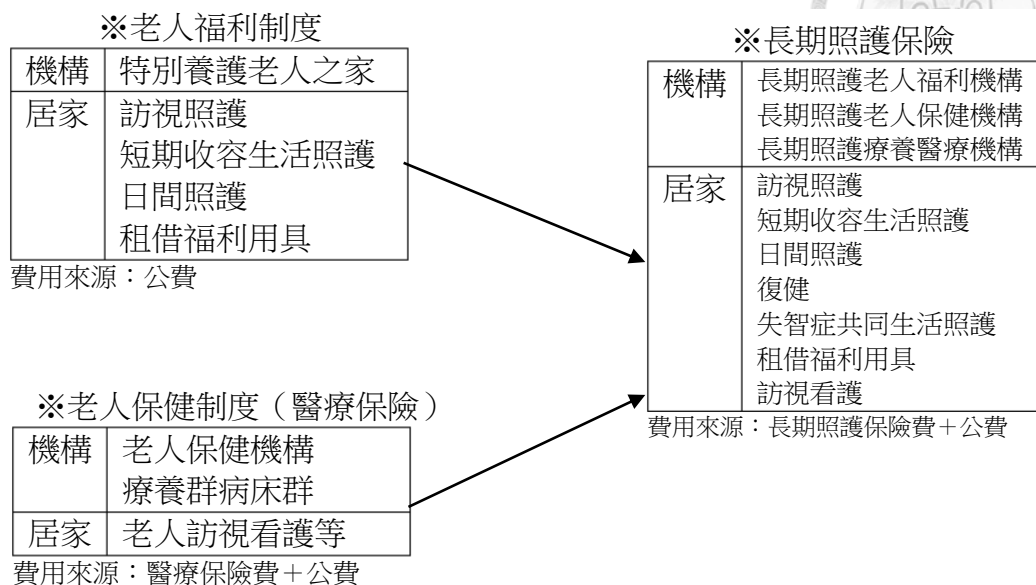 ※老人福利制度
機構 特別養護老人之家
居家 訪視照護
短期收容生活照護
日間照護
租借福利用具
費用來源：公費
※老人保健制度（醫療保險）
機構 老人保健機構
療養群病床群
居家 老人訪視看護等
費用來源：醫療保險費＋公費
※長期照護保險
機構 長期照護老人福利機構
長期照護老人保健機構
長期照護療養醫療機構
居家 訪視照護
短期收容生活照護
日間照護
復健
失智症共同生活照護
租借福利用具
訪視看護
費用來源：長期照護保險費＋公費